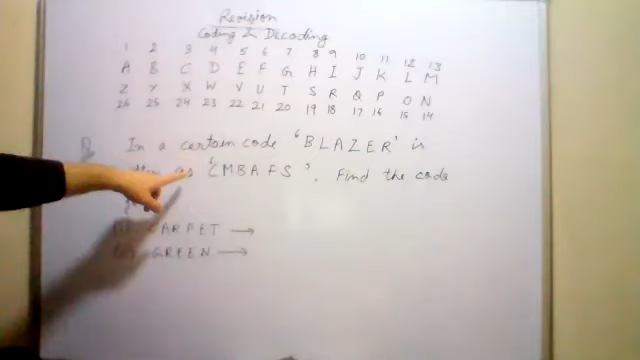 Revision
Coding & Decoding
1 2 3 4 5 6 7 8 9 10 11 12 13
A B C D E F G H I J K L M
Z Y X W V U T S R Q P O N
26 25 24 23 22 21 20 19 18 17 16 15 14
Q In a certain code 'BLAZER' is
as 'CMBAFS'. Find the code
CARPET →
GREEN →